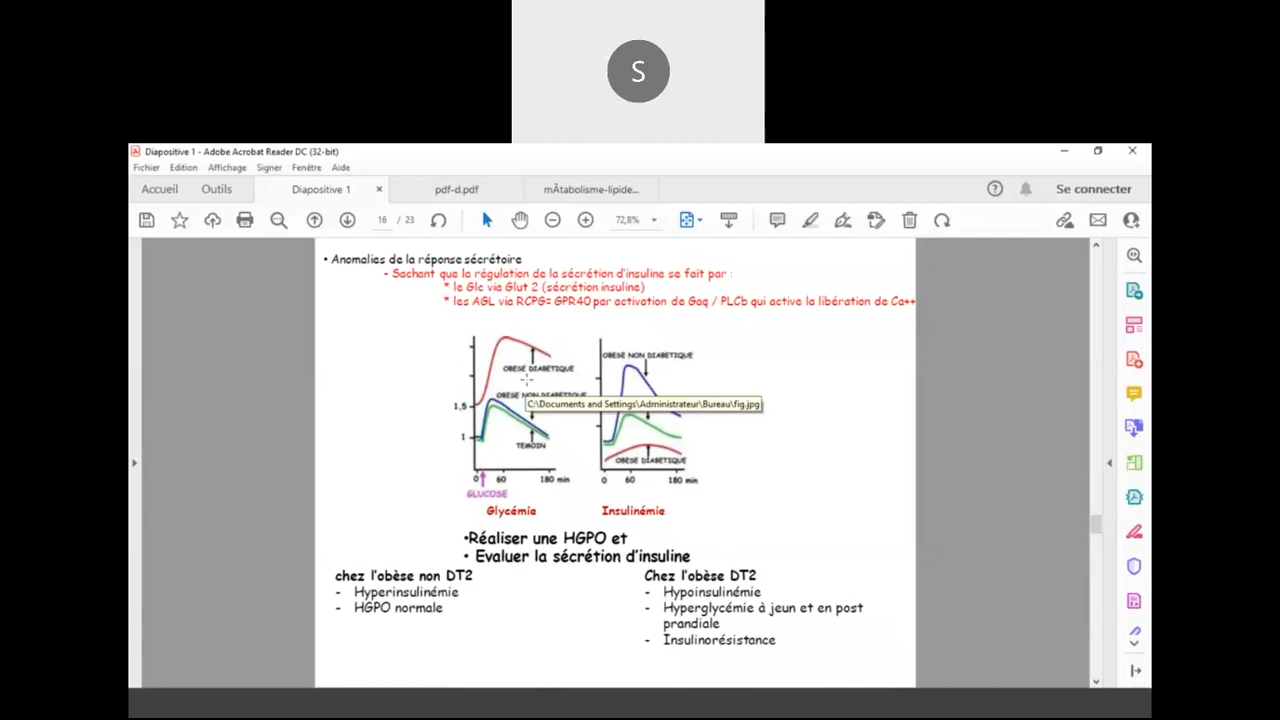 S
Diapositive 1 - Adobe Acrobat Reader DC (32-bit)
Fichier Edition Affichage Signer Fenêtre Aide
Accueil Outils Diapositive 1 × pdf-d.pdf mÃtabolisme-lipide... Se connecter
16 / 23 72,8%
• Anomalies de la réponse sécrétoire
- Sachant que la régulation de la sécrétion d'insuline se fait par :
* le Glc via Glut 2 (sécrétion insuline)
* les AGL via RCPG= GPR40 par activation de Gaq / PLCb qui active la libération de Ca++
OBESE DIABETIQUE
OBESE NON DIABETIQUE
1,5
1
TEMOIN
0 60 180 min
GLUCOSE
Glycémie
OBESE NON DIABETIQUE
C:\Documents and Settings\Administrateur\Bureau\fig.jpg
OBESE DIABETIQUE
0 60 180 min
Insulinémie
•Réaliser une HGPO et
• Evaluer la sécrétion d'insuline
chez l'obèse non DT2
- Hyperinsulinémie
- HGPO normale
Chez l'obèse DT2
- Hypoinsulinémie
- Hyperglycémie à jeun et en post
prandiale
- Insulinorésistance